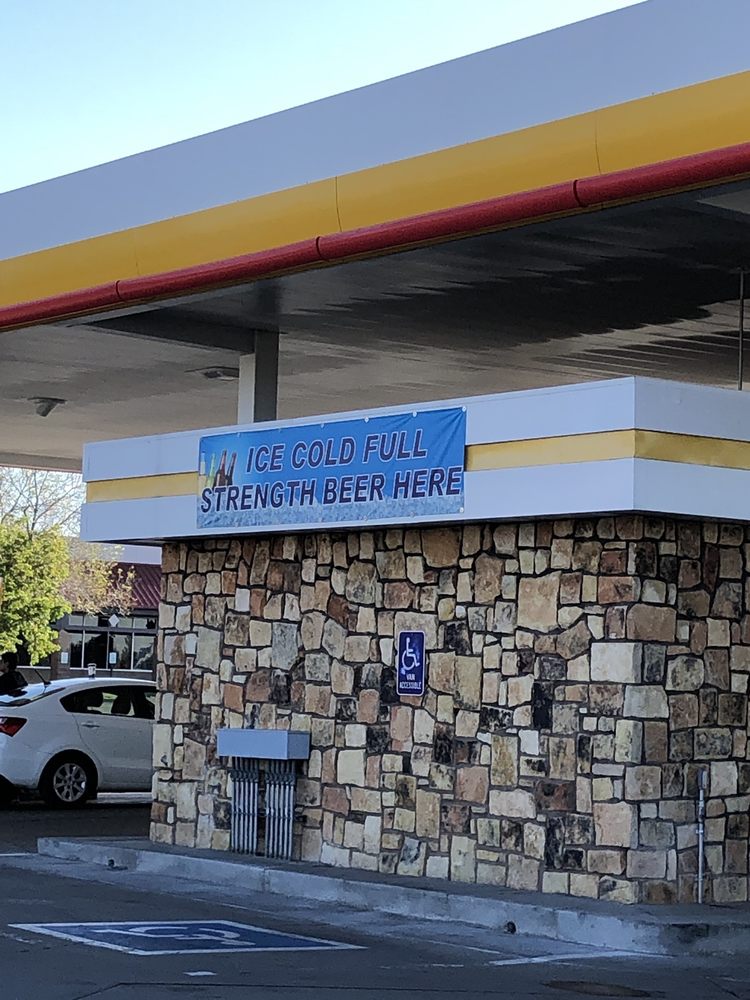 ICE COLD FULL
STRENGTH BEER HERE
VAN
ACCESSIBLE